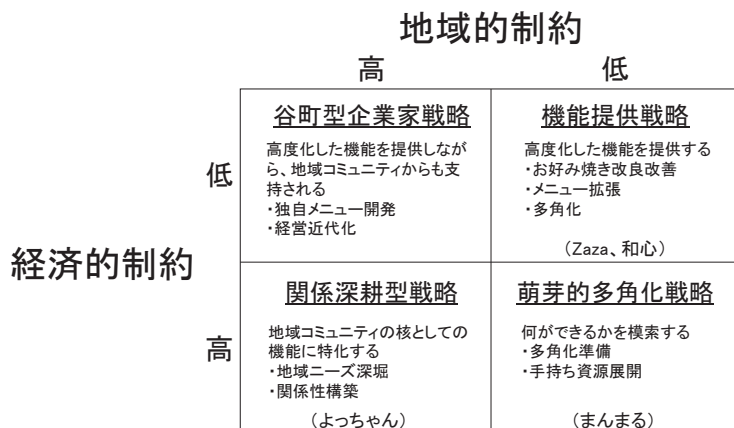 地域的制約
高
低
経済的制約
低
谷町型企業家戦略
高度化した機能を提供しなが
ら、地域コミュニティからも支
持される
・独自メニュー開発
・経営近代化
機能提供戦略
高度化した機能を提供する
・お好み焼き改良改善
・メニュー拡張
・多角化
（Zaza、和心）
高
関係深耕型戦略
地域コミュニティの核としての
機能に特化する
・地域ニーズ深堀
・関係性構築
（よっちゃん）
萌芽的多角化戦略
何ができるかを模索する
・多角化準備
・手持ち資源展開
（まんまる）